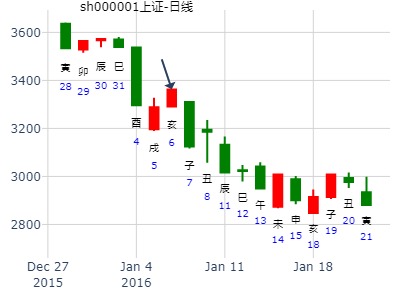 sh000001上证-日线
3600
3400
3200
3000
2800
寅
28
卯
29
辰
30
巳
31
酉
4
戌
5
亥
6
子
7
丑
8
辰
11
巳
12
午
13
未
14
申
15
亥
18
子
19
丑
20
寅
21
Dec 27
2015
Jan 4
2016
Jan 11
Jan 18